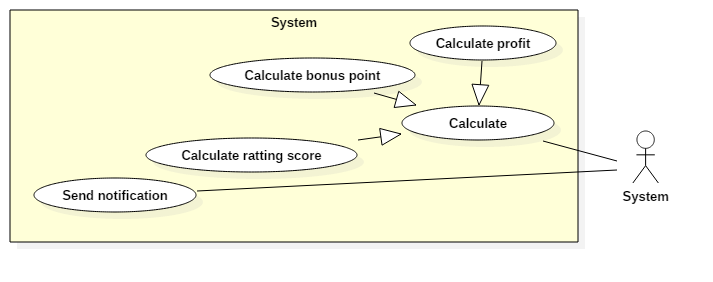 System
Calculate profit
Calculate bonus point
Calculate
Calculate ratting score
Send notification
System